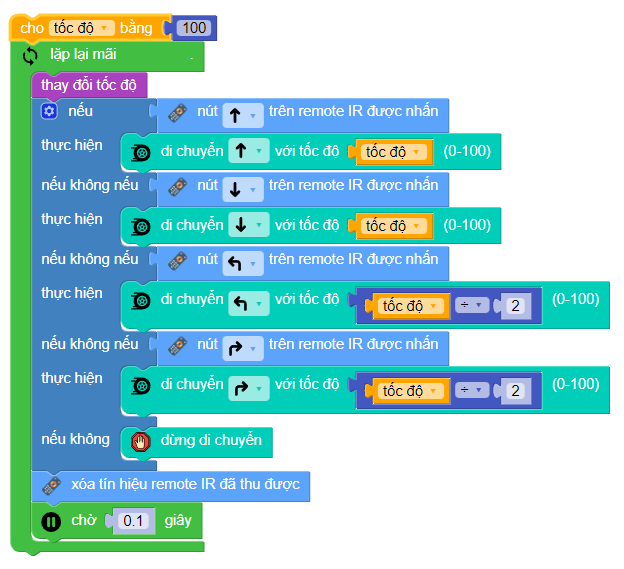 cho tốc độ bằng 100
lặp lại mãi .
thay đổi tốc độ
nếu nút trên remote IR được nhấn
thực hiện di chuyển với tốc độ tốc độ (0-100)
nếu không nếu nút trên remote IR được nhấn
thực hiện di chuyển với tốc độ tốc độ (0-100)
nếu không nếu nút trên remote IR được nhấn
thực hiện di chuyển với tốc độ tốc độ ÷ 2 (0-100)
nếu không nếu nút trên remote IR được nhấn
thực hiện di chuyển với tốc độ tốc độ ÷ 2 (0-100)
nếu không dừng di chuyển
xóa tín hiệu remote IR đã thu được
chờ 0.1 giây